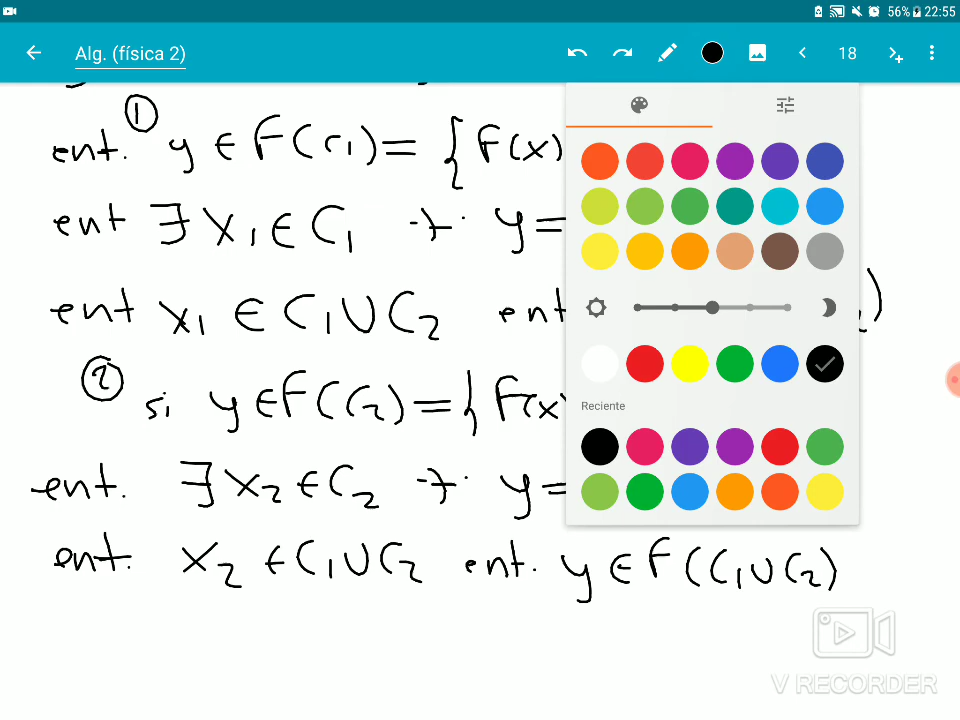 56% 22:55
Alg. (física 2)
18
①
ent. y ∈ F(C₁) = { F(x)
ent ∃ x₁ ∈ C₁ +· y =
ent x₁ ∈ C₁ ∪ C₂ ent )
②
si y ∈ F(C₂) = { F(x
ent. ∃ x₂ ∈ C₂ +· y =
ent. x₂ ∈ C₁ ∪ C₂ ent. y ∈ F(C₁ ∪ C₂)
Reciente
V RECORDER